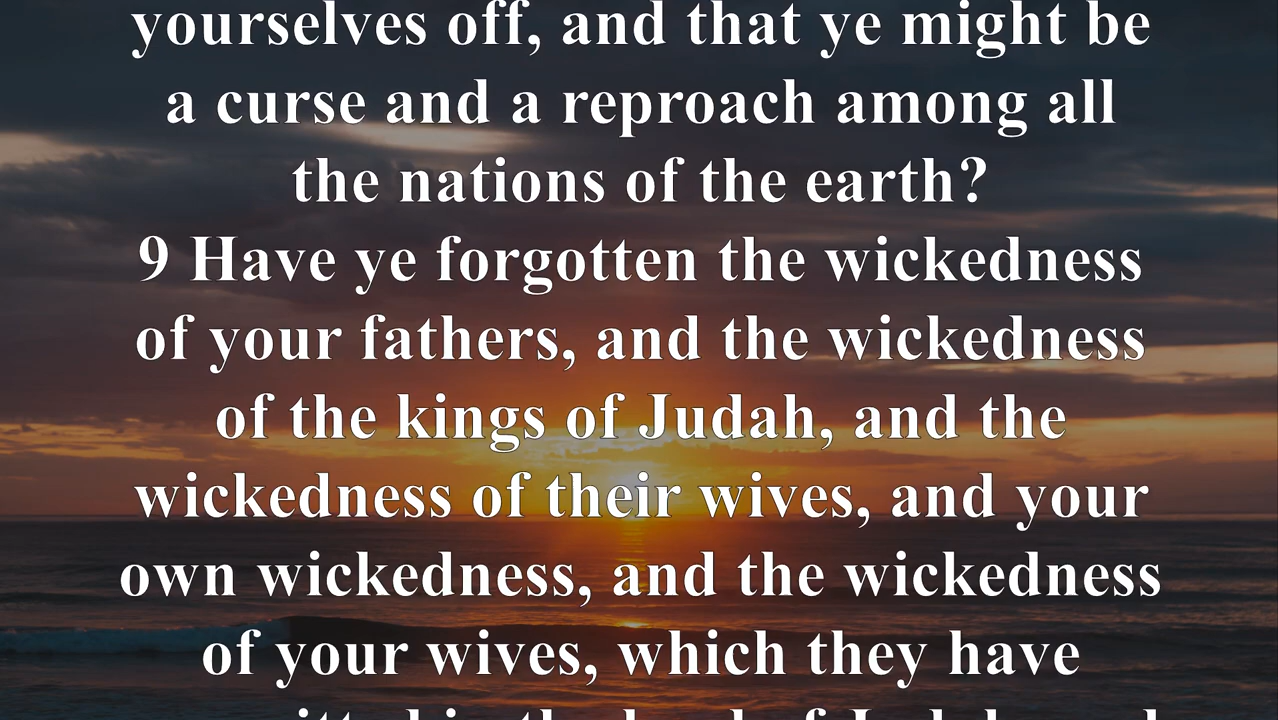 yourselves off, and that ye might be
a curse and a reproach among all
the nations of the earth?
9 Have ye forgotten the wickedness
of your fathers, and the wickedness
of the kings of Judah, and the
wickedness of their wives, and your
own wickedness, and the wickedness
of your wives, which they have